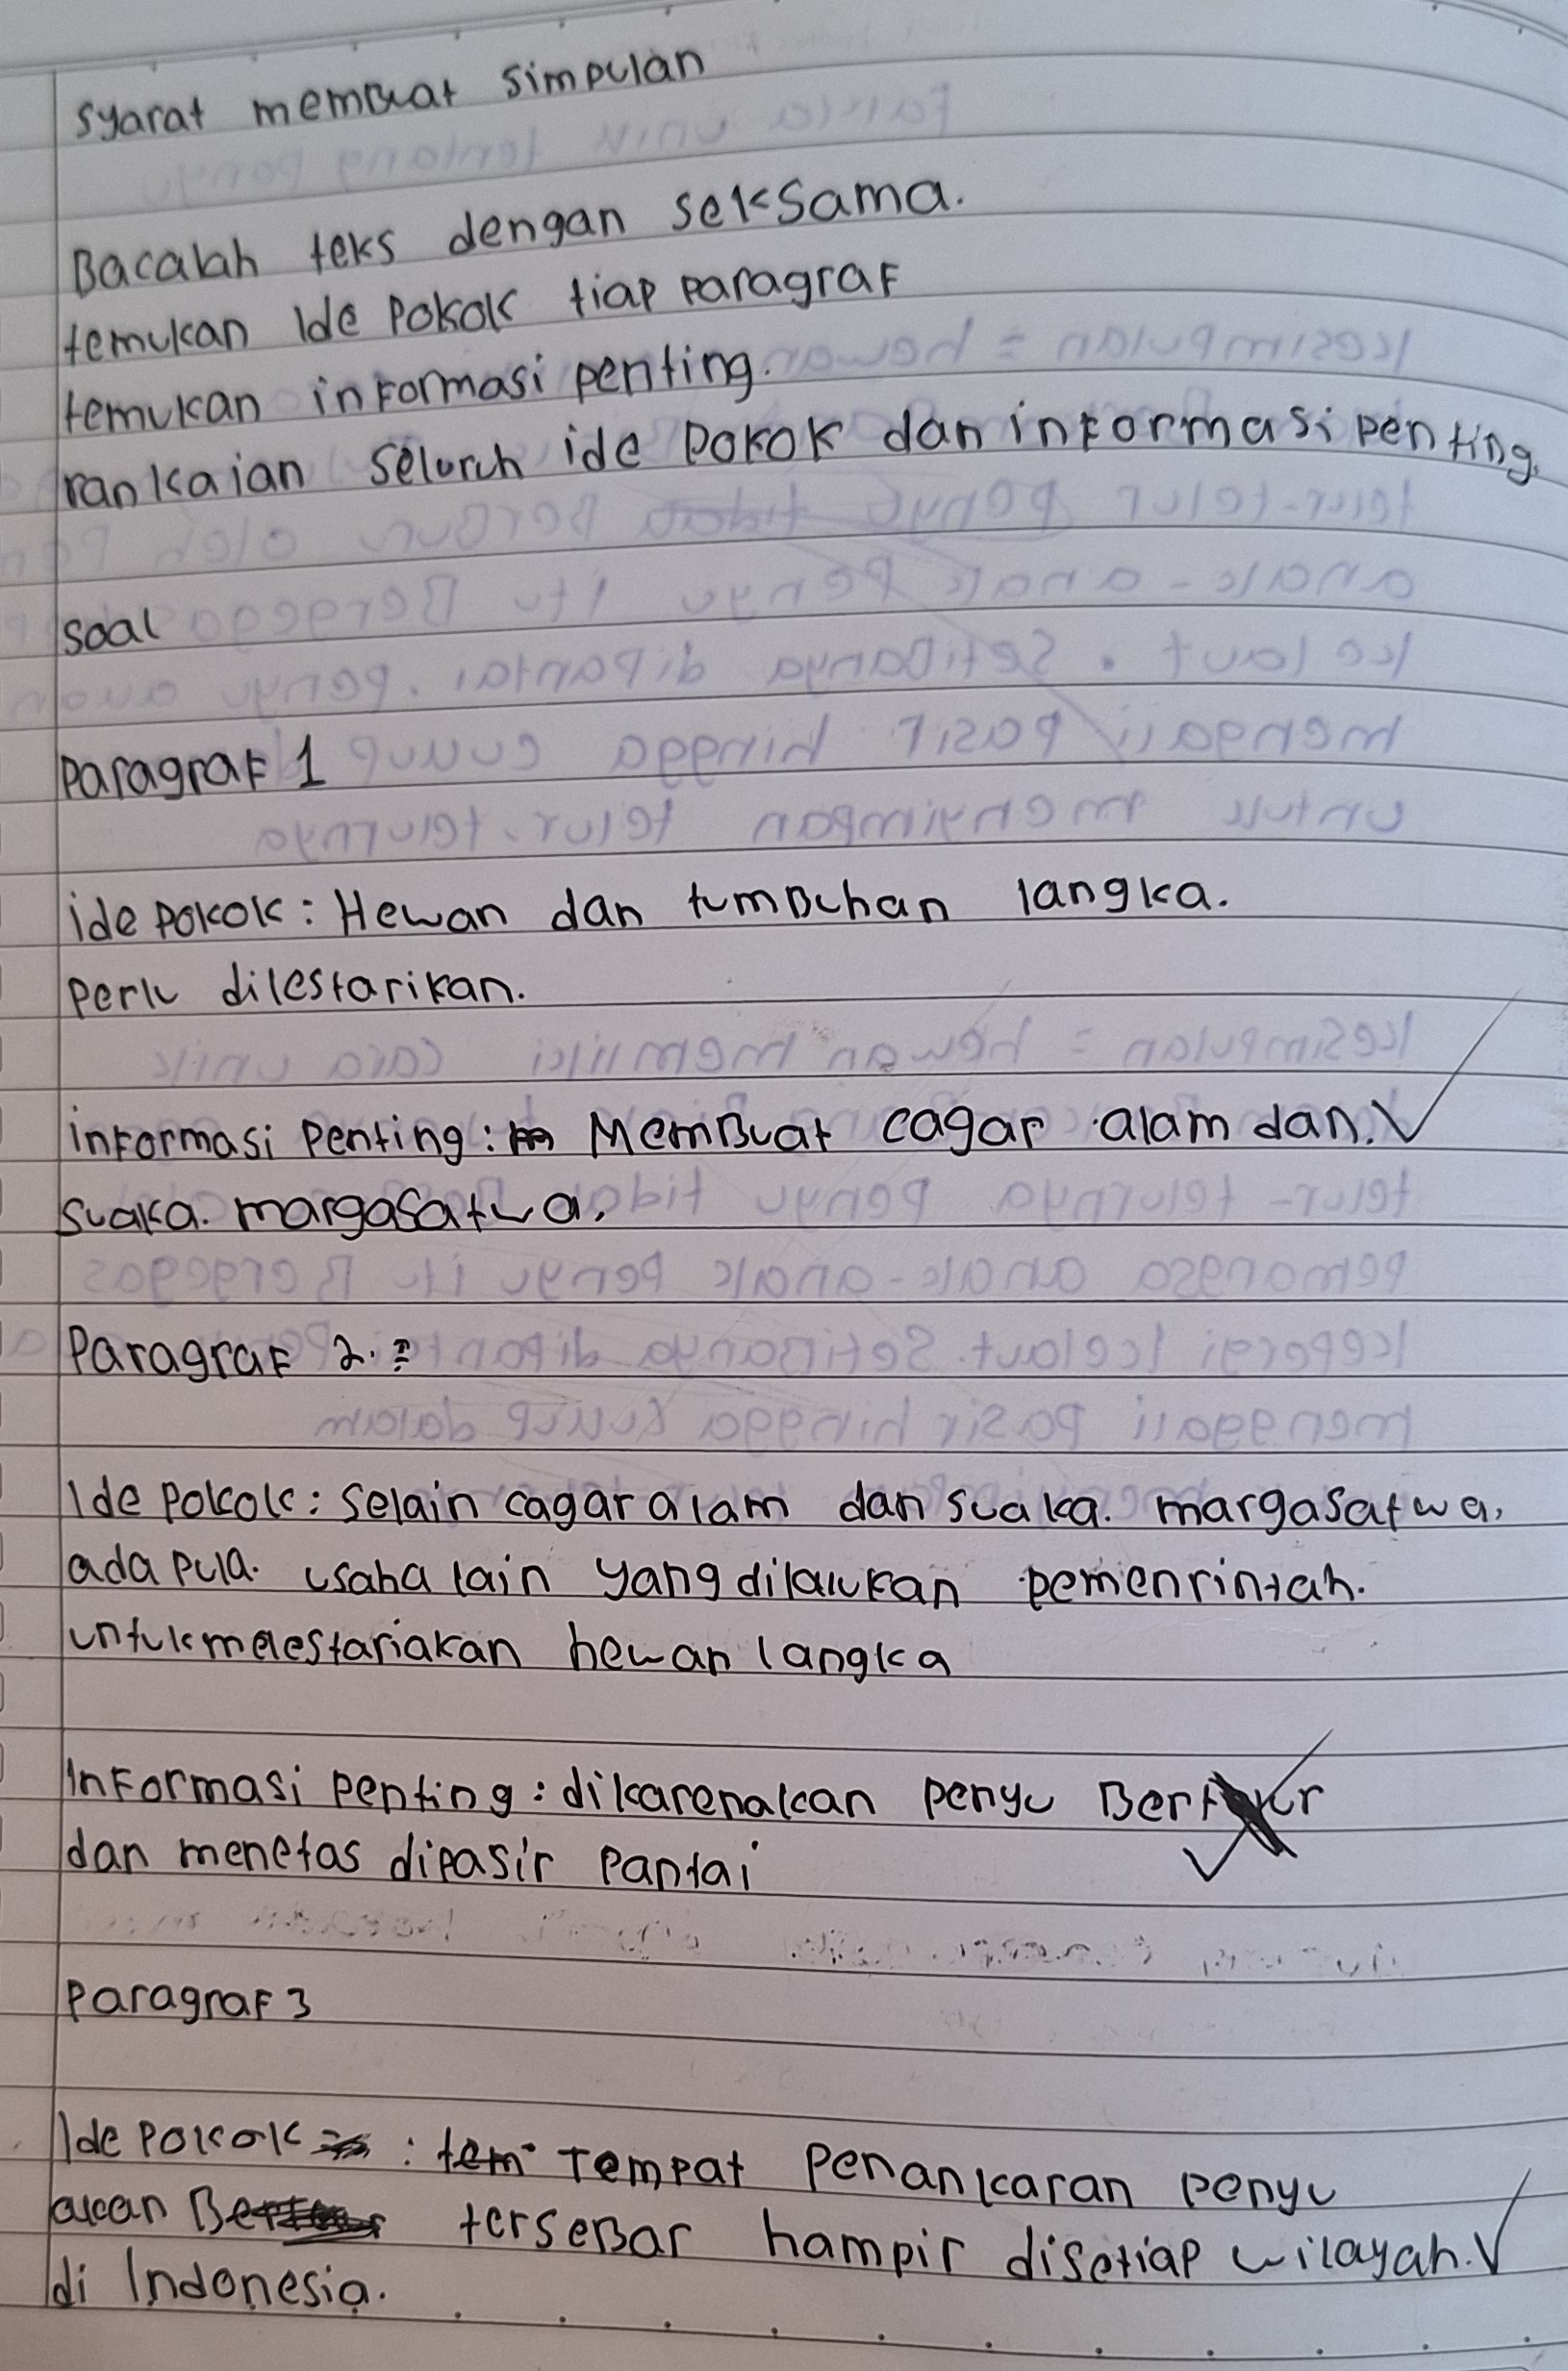 syarat membuat simpulan
Bacalah teks dengan seksama.
temukan ide pokok tiap paragraf
temukan informasi penting.
rankaian seluruh ide pokok dan informasi penting.
soal
paragraf 1
ide pokok : Hewan dan tumbuhan langka.
perlu dilestarikan.
informasi penting : Membuat cagar alam dan.
suaka. margasatwa.
Paragraf 2. :
Ide pokok : selain cagar alam dan suaka. margasatwa,
ada pula. usaha lain yang dilakukan pemenrintah.
untuk melestariakan hewan langka
Informasi penting : dikarenakan penyu
dan menetas dipasir pantai
paragraf 3
Ide pokok : tem Tempat Penankaran penyu
akan tersebar hampir disetiap wilayah.
di Indonesia.